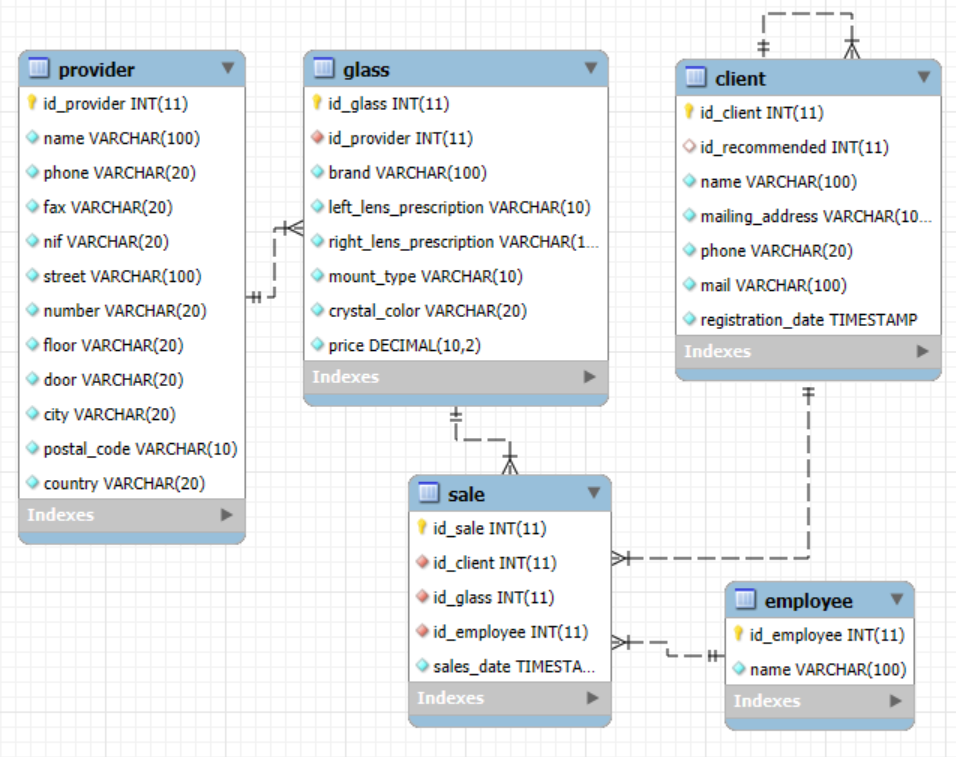 provider
id_provider INT(11)
name VARCHAR(100)
phone VARCHAR(20)
fax VARCHAR(20)
nif VARCHAR(20)
street VARCHAR(100)
number VARCHAR(20)
floor VARCHAR(20)
door VARCHAR(20)
city VARCHAR(20)
postal_code VARCHAR(10)
country VARCHAR(20)
Indexes
glass
id_glass INT(11)
id_provider INT(11)
brand VARCHAR(100)
left_lens_prescription VARCHAR(10)
right_lens_prescription VARCHAR(1...
mount_type VARCHAR(10)
crystal_color VARCHAR(20)
price DECIMAL(10,2)
Indexes
client
id_client INT(11)
id_recommended INT(11)
name VARCHAR(100)
mailing_address VARCHAR(10...
phone VARCHAR(20)
mail VARCHAR(100)
registration_date TIMESTAMP
Indexes
sale
id_sale INT(11)
id_client INT(11)
id_glass INT(11)
id_employee INT(11)
sales_date TIMESTA...
Indexes
employee
id_employee INT(11)
name VARCHAR(100)
Indexes